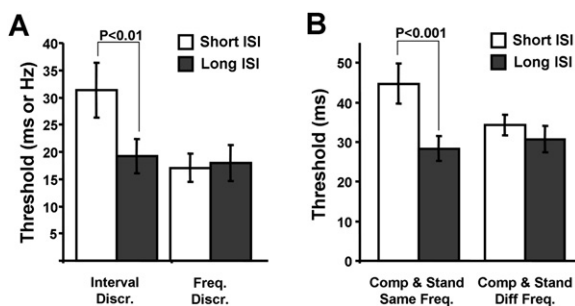 A
P<0.01
Short ISI
Long ISI
Threshold (ms or Hz)
40
35
30
25
20
15
10
5
Interval
Discr.
Freq.
Discr.
B
P<0.001
Short ISI
Long ISI
Threshold (ms)
50
40
30
20
10
0
Comp & Stand
Same Freq.
Comp & Stand
Diff Freq.